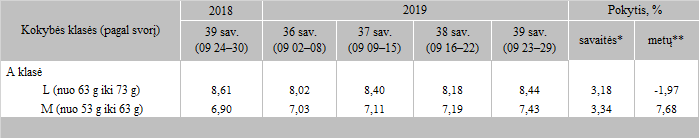 Kokybės klasės (pagal svorį) 2018 2019 Pokytis, %
39 sav. (09 24–30) 36 sav. (09 02–08) 37 sav. (09 09–15) 38 sav. (09 16–22) 39 sav. (09 23–29) savaitės* metų**
A klasė
L (nuo 63 g iki 73 g) 8,61 8,02 8,40 8,18 8,44 3,18 -1,97
M (nuo 53 g iki 63 g) 6,90 7,03 7,11 7,19 7,43 3,34 7,68